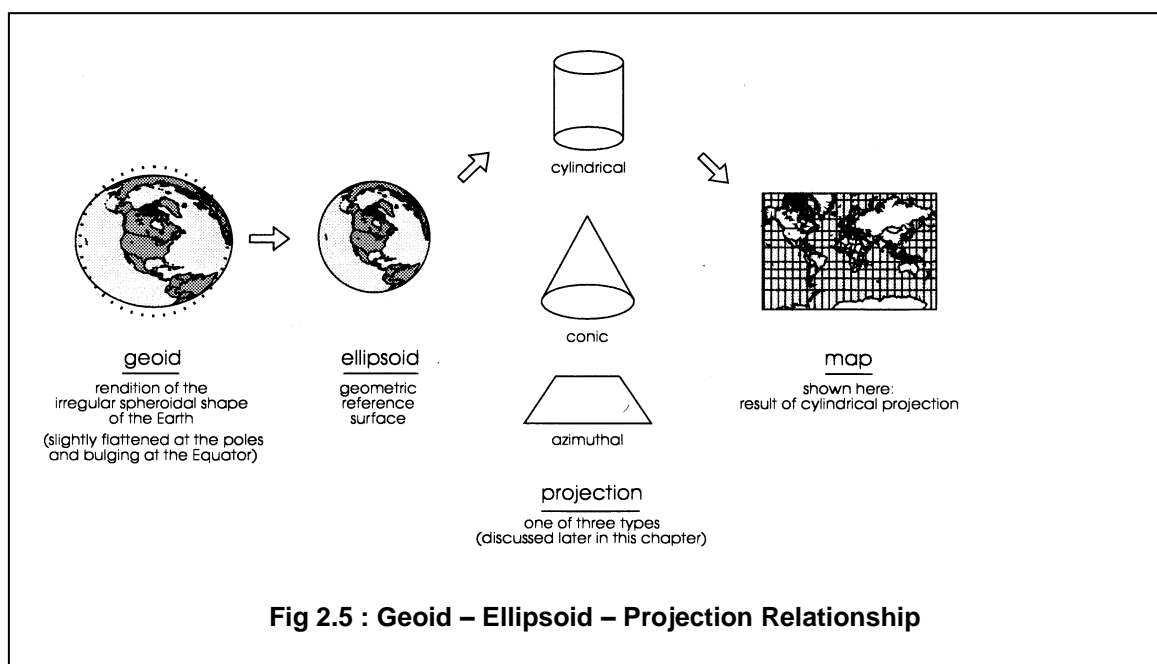 cylindrical
conic
azimuthal
geoid
rendition of the
irregular spheroidal shape
of the Earth
(slightly flattened at the poles
and bulging at the Equator)
ellipsoid
geometric
reference
surface
projection
one of three types
(discussed later in this chapter)
map
shown here:
result of cylindrical projection
Fig 2.5 : Geoid – Ellipsoid – Projection Relationship